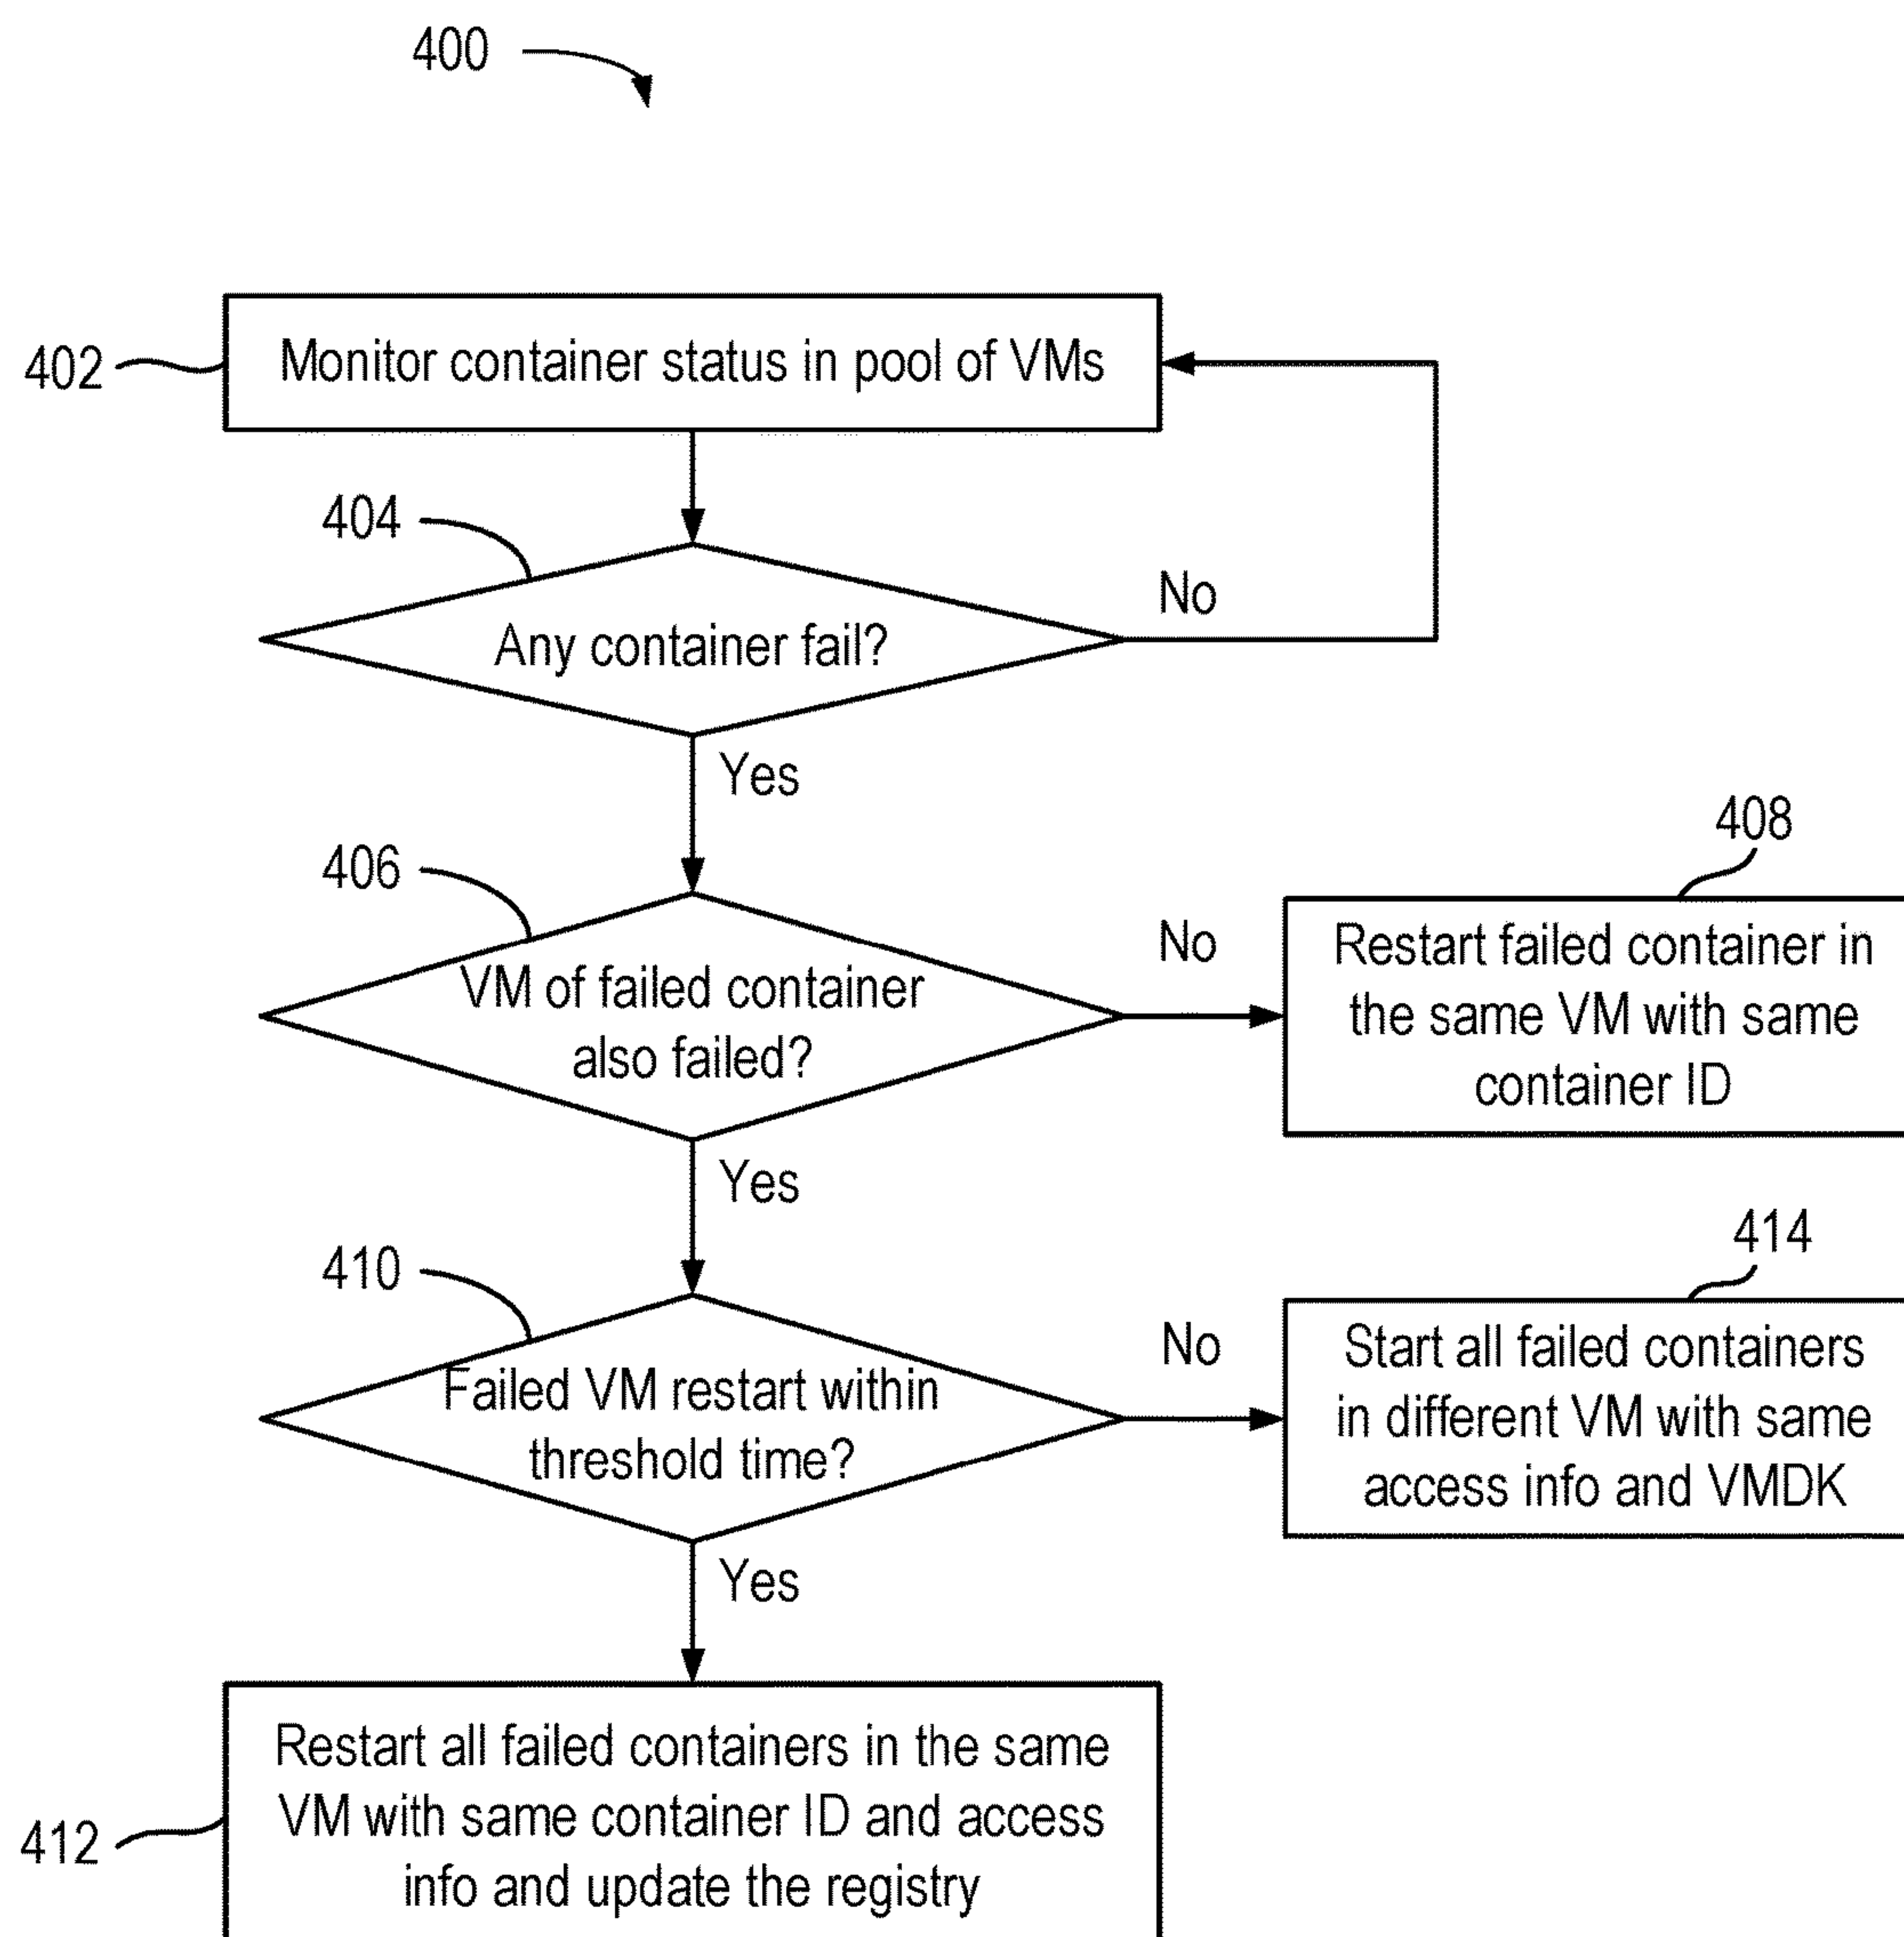 400
402
Monitor container status in pool of VMs
404
Any container fail?
No
Yes
406
VM of failed container
also failed?
No
408
Restart failed container in
the same VM with same
container ID
Yes
410
Failed VM restart within
threshold time?
No
414
Start all failed containers
in different VM with same
access info and VMDK
Yes
412
Restart all failed containers in the same
VM with same container ID and access
info and update the registry